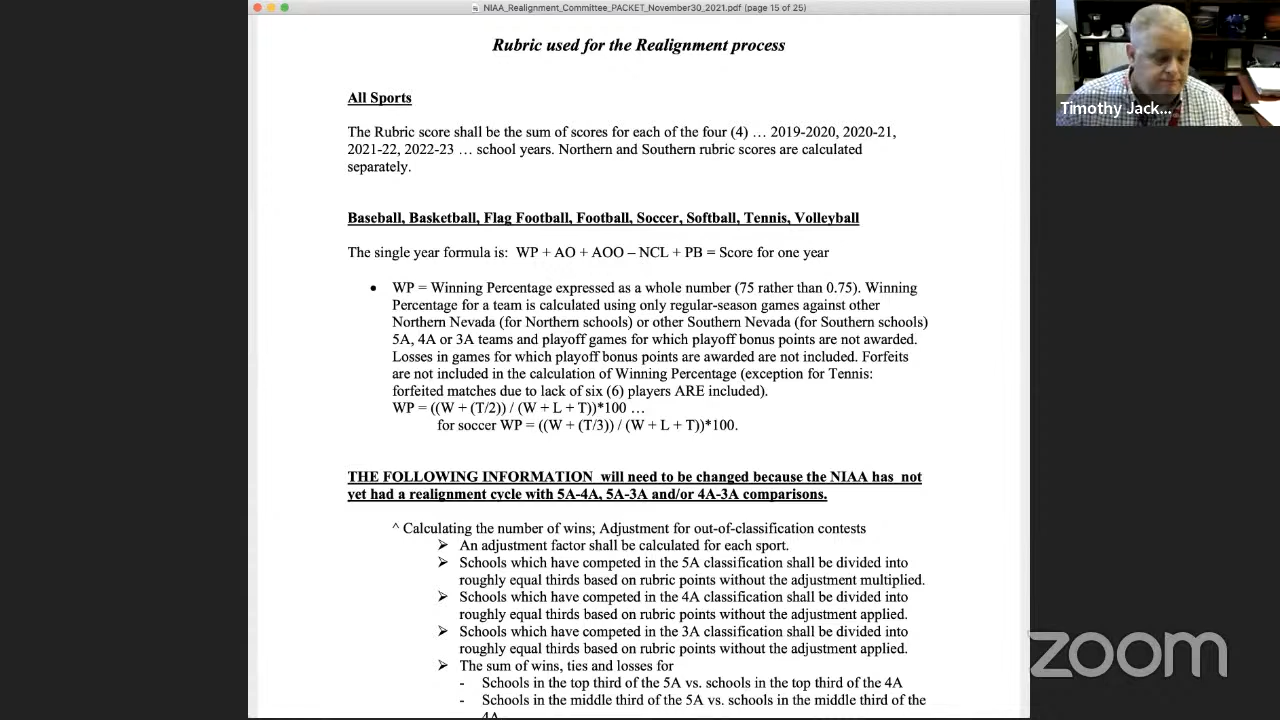 NIAA_Realignment_Committee_PACKET_November30_2021.pdf (page 15 of 25)
Rubric used for the Realignment process
All Sports
The Rubric score shall be the sum of scores for each of the four (4) … 2019-2020, 2020-21,
2021-22, 2022-23 … school years. Northern and Southern rubric scores are calculated
separately.
Baseball, Basketball, Flag Football, Football, Soccer, Softball, Tennis, Volleyball
The single year formula is: WP + AO + AOO – NCL + PB = Score for one year
• WP = Winning Percentage expressed as a whole number (75 rather than 0.75). Winning
Percentage for a team is calculated using only regular-season games against other
Northern Nevada (for Northern schools) or other Southern Nevada (for Southern schools)
5A, 4A or 3A teams and playoff games for which playoff bonus points are not awarded.
Losses in games for which playoff bonus points are awarded are not included. Forfeits
are not included in the calculation of Winning Percentage (exception for Tennis:
forfeited matches due to lack of six (6) players ARE included).
WP = ((W + (T/2)) / (W + L + T))*100 …
for soccer WP = ((W + (T/3)) / (W + L + T))*100.
THE FOLLOWING INFORMATION will need to be changed because the NIAA has not
yet had a realignment cycle with 5A-4A, 5A-3A and/or 4A-3A comparisons.
^ Calculating the number of wins; Adjustment for out-of-classification contests
➢ An adjustment factor shall be calculated for each sport.
➢ Schools which have competed in the 5A classification shall be divided into
roughly equal thirds based on rubric points without the adjustment multiplied.
➢ Schools which have competed in the 4A classification shall be divided into
roughly equal thirds based on rubric points without the adjustment applied.
➢ Schools which have competed in the 3A classification shall be divided into
roughly equal thirds based on rubric points without the adjustment applied.
➢ The sum of wins, ties and losses for
- Schools in the top third of the 5A vs. schools in the top third of the 4A
- Schools in the middle third of the 5A vs. schools in the middle third of the
4A
Timothy Jack...
zoom